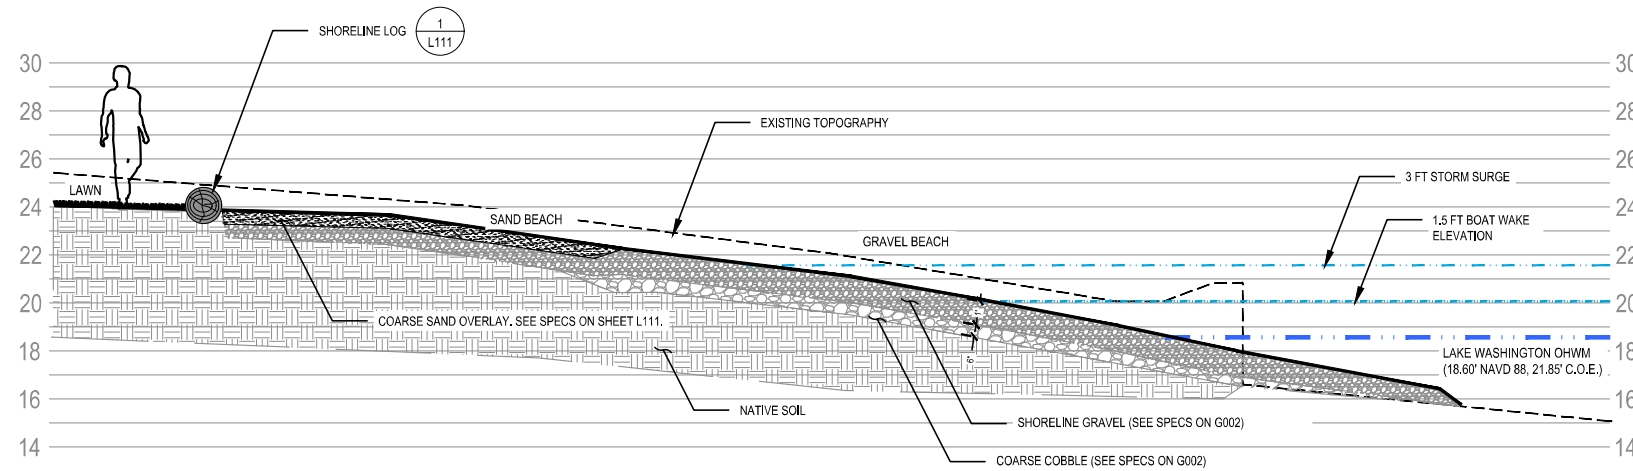 SHORELINE LOG
1
L111
30
28
26
24
22
20
18
16
14
LAWN
SAND BEACH
EXISTING TOPOGRAPHY
GRAVEL BEACH
3 FT STORM SURGE
1.5 FT BOAT WAKE
ELEVATION
COARSE SAND OVERLAY. SEE SPECS ON SHEET L111.
1'
6"
LAKE WASHINGTON OHWM
(18.60' NAVD 88, 21.85' C.O.E.)
NATIVE SOIL
SHORELINE GRAVEL (SEE SPECS ON G002)
COARSE COBBLE (SEE SPECS ON G002)
30
28
26
24
22
20
18
16
14